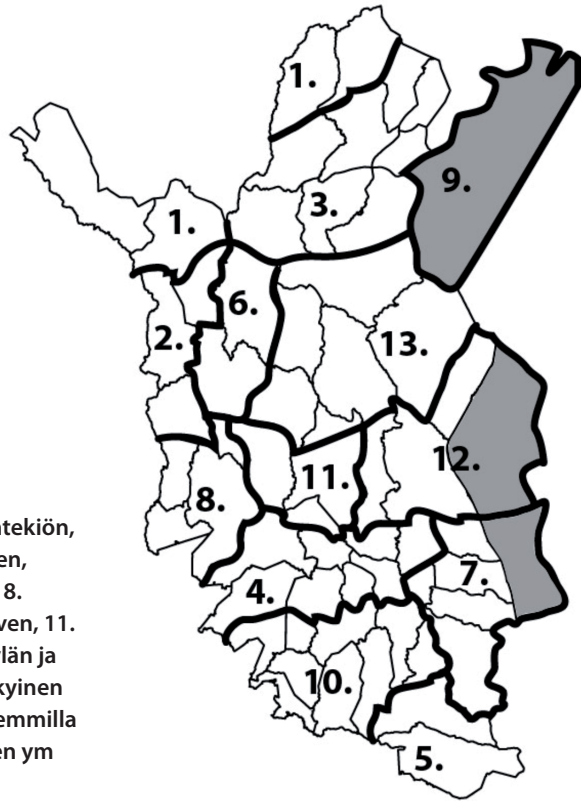 1.
9.
3.
1.
6.
2.
13.
12.
11.
8.
7.
4.
10.
5.
tekiön,
en,
8.
ven, 11.
län ja
kyinen
emmilla
en ym